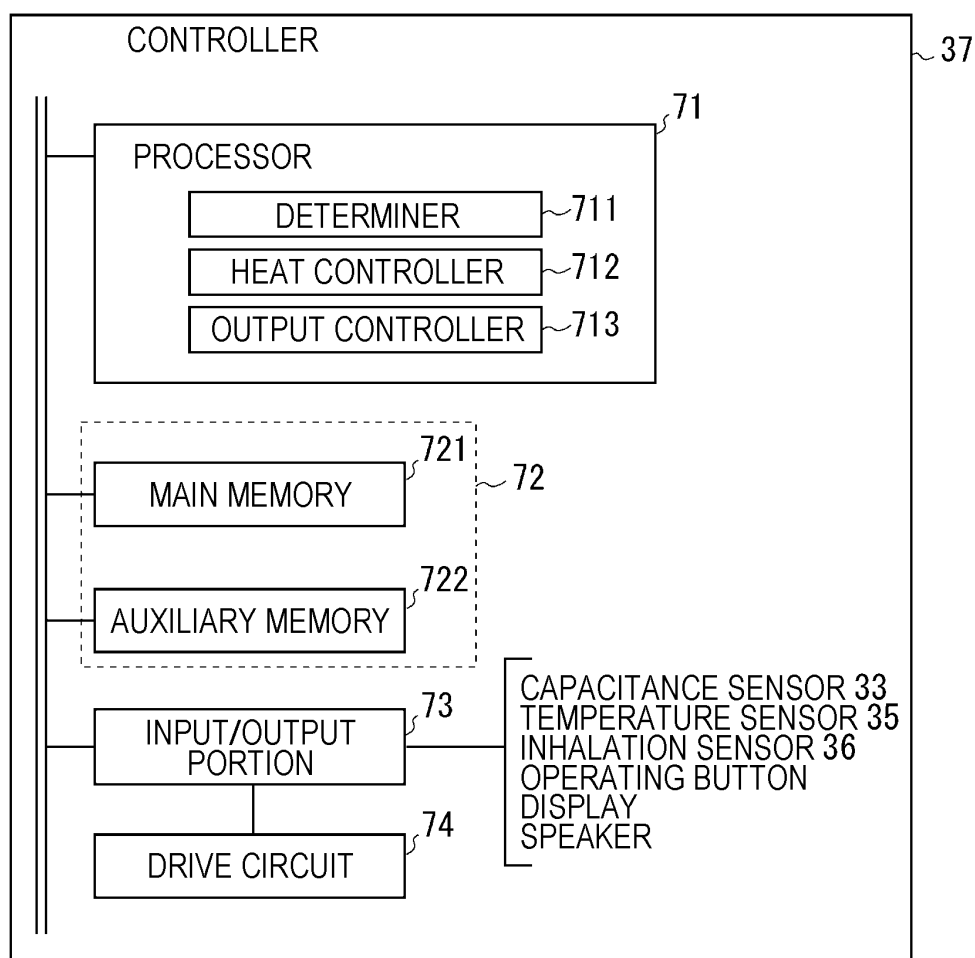 CONTROLLER
37
71
PROCESSOR
DETERMINER
711
HEAT CONTROLLER
712
OUTPUT CONTROLLER
713
721
MAIN MEMORY
72
722
AUXILIARY MEMORY
73
INPUT/OUTPUT
PORTION
CAPACITANCE SENSOR 33
TEMPERATURE SENSOR 35
INHALATION SENSOR 36
OPERATING BUTTON
DISPLAY
SPEAKER
74
DRIVE CIRCUIT